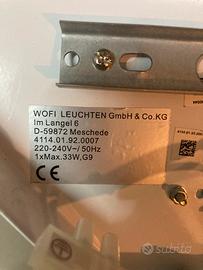 WOFI LEUCHTEN GmbH & Co.KG
Im Langel 6
D-59872 Meschede
4114.01.92.0007
220-240V~/ 50Hz
1xMax.33W,G9
CE
subito